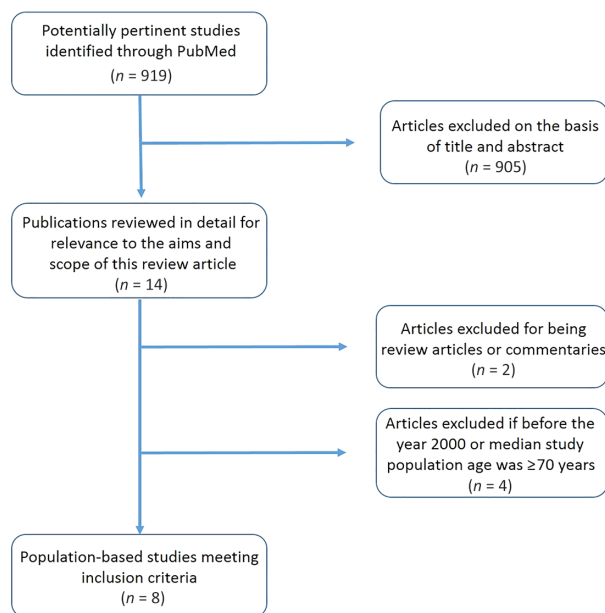 Potentially pertinent studies
identified through PubMed
(n = 919)
Articles excluded on the basis
of title and abstract
(n = 905)
Publications reviewed in detail for
relevance to the aims and
scope of this review article
(n = 14)
Articles excluded for being
review articles or commentaries
(n = 2)
Articles excluded if before the
year 2000 or median study
population age was ≥70 years
(n = 4)
Population-based studies meeting
inclusion criteria
(n = 8)